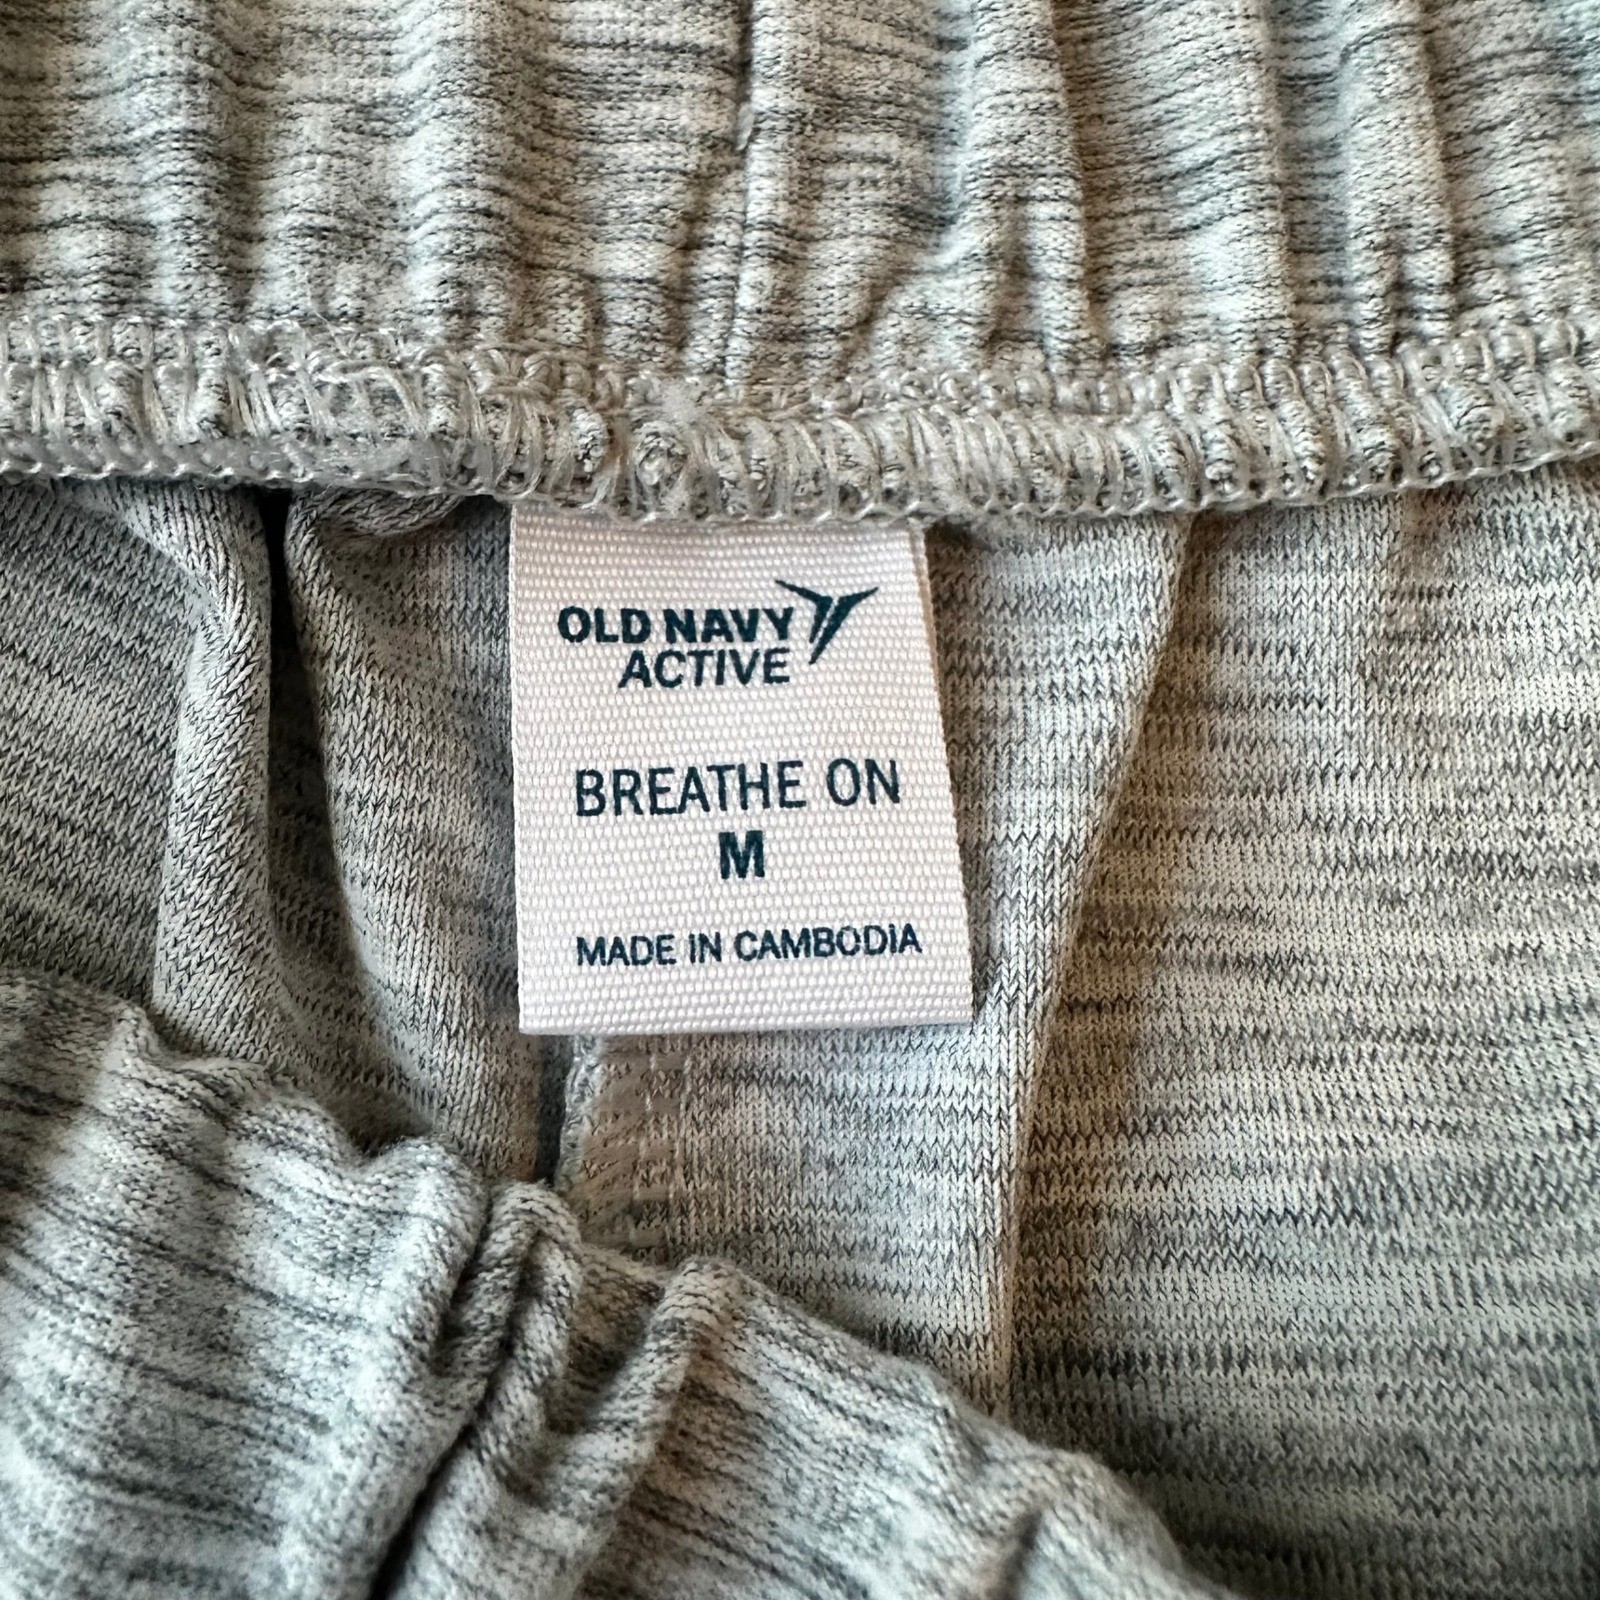 OLD NAVY
ACTIVE
BREATHE ON
M
MADE IN CAMBODIA